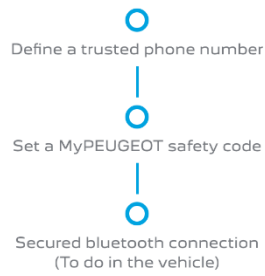 Define a trusted phone number
Set a MyPEUGEOT safety code
Secured bluetooth connection
(To do in the vehicle)